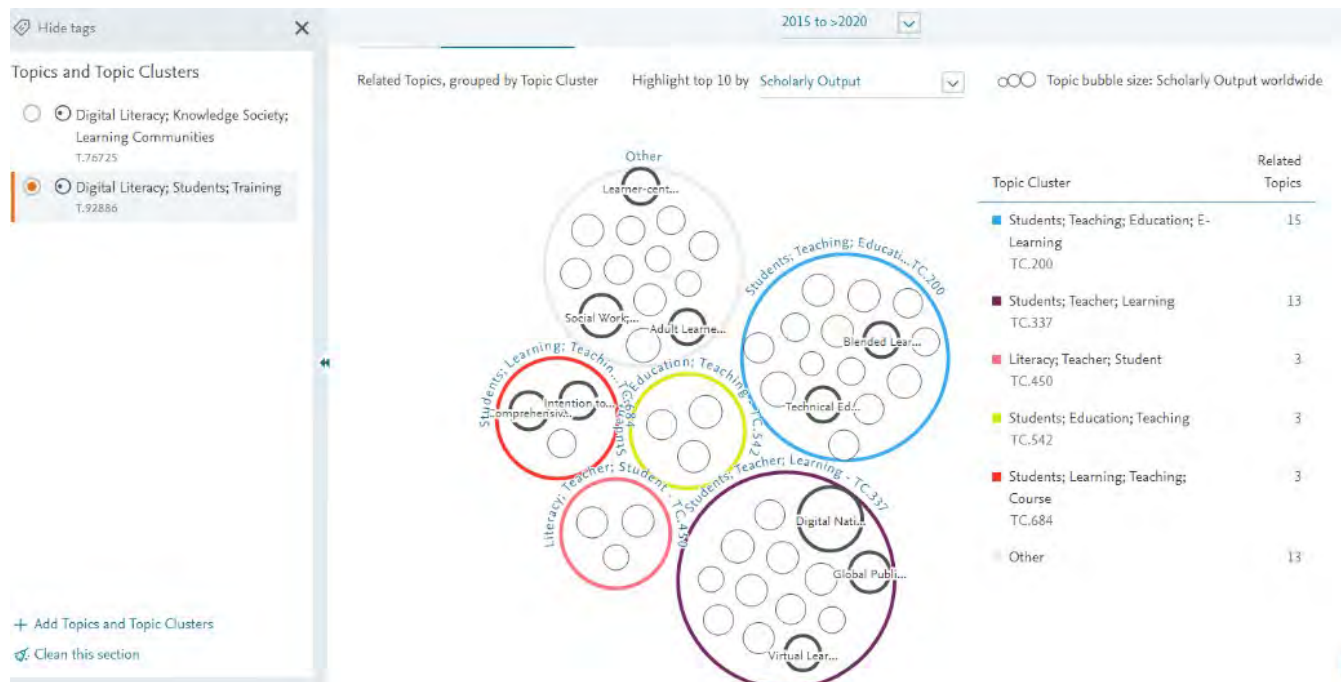 Hide tags
2015 to >2020
Topics and Topic Clusters
Digital Literacy; Knowledge Society;
Learning Communities
T.76725
Digital Literacy; Students; Training
T.92886
+ Add Topics and Topic Clusters
Clean this section
Related Topics, grouped by Topic Cluster
Highlight top 10 by Scholarly Output
Topic bubble size: Scholarly Output worldwide
Other
Learner-cent...
Social Work;...
Adult Learne...
Students; Teaching; Educati... TC.200
Blended Lear...
Technical Ed...
Students; Learning; Teachin... TC.684
Comprehensiv...
Intention to...
Students; Education; Teaching - TC.542
Literacy; Teacher; Student - TC.450
Students; Teacher; Learning - TC.337
Digital Nati...
Global Publi...
Virtual Lear...
Topic Cluster
Related
Topics
Students; Teaching; Education; E-
Learning
TC.200
15
Students; Teacher; Learning
TC.337
13
Literacy; Teacher; Student
TC.450
3
Students; Education; Teaching
TC.542
3
Students; Learning; Teaching;
Course
TC.684
3
Other
13